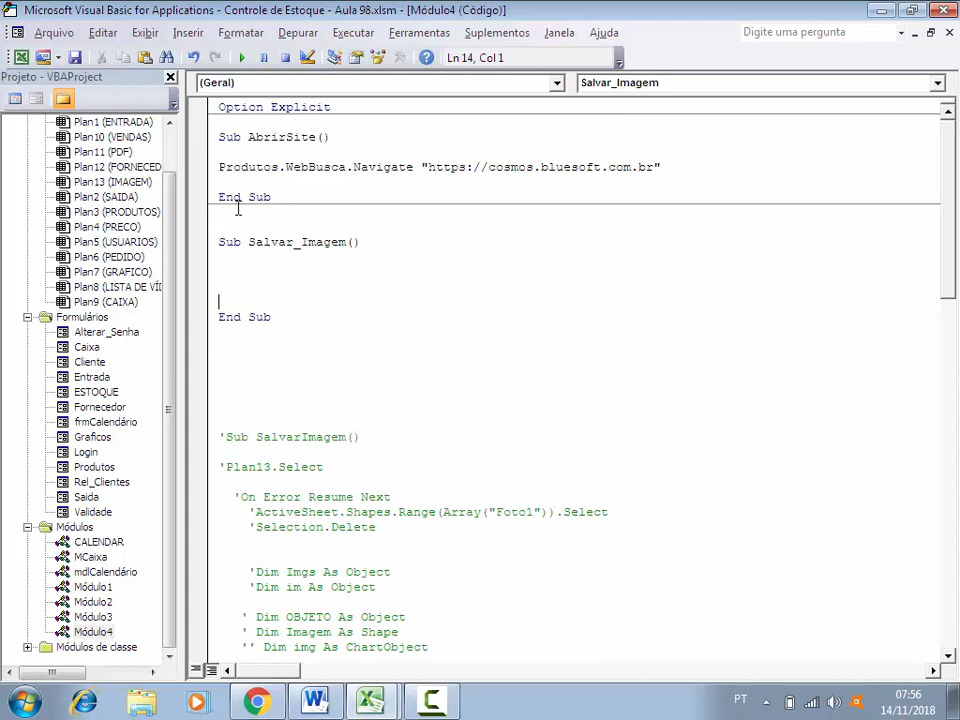 Microsoft Visual Basic for Applications - Controle de Estoque - Aula 98.xlsm - [Módulo4 (Código)]
Arquivo Editar Exibir Inserir Formatar Depurar Executar Ferramentas Suplementos Janela Ajuda
Digite uma pergunta
Ln 14, Col 1
Projeto - VBAProject
(Geral)
Salvar_Imagem
Plan1 (ENTRADA)
Plan10 (VENDAS)
Plan11 (PDF)
Plan12 (FORNECED
Plan13 (IMAGEM)
Plan2 (SAIDA)
Plan3 (PRODUTOS)
Plan4 (PRECO)
Plan5 (USUARIOS)
Plan6 (PEDIDO)
Plan7 (GRAFICO)
Plan8 (LISTA DE VÍ
Plan9 (CAIXA)
Formulários
Alterar_Senha
Caixa
Cliente
Entrada
ESTOQUE
Fornecedor
frmCalendário
Graficos
Login
Produtos
Rel_Clientes
Saida
Validade
Módulos
CALENDAR
MCaixa
mdlCalendário
Módulo1
Módulo2
Módulo3
Módulo4
Módulos de classe
Option Explicit
Sub AbrirSite()
Produtos.WebBusca.Navigate "https://cosmos.bluesoft.com.br"
End Sub
Sub Salvar_Imagem()
End Sub
'Sub SalvarImagem()
'Plan13.Select
'On Error Resume Next
'ActiveSheet.Shapes.Range(Array("Foto1")).Select
'Selection.Delete
'Dim Imgs As Object
'Dim im As Object
' Dim OBJETO As Object
' Dim Imagem As Shape
'' Dim img As ChartObject
PT
07:56
14/11/2018